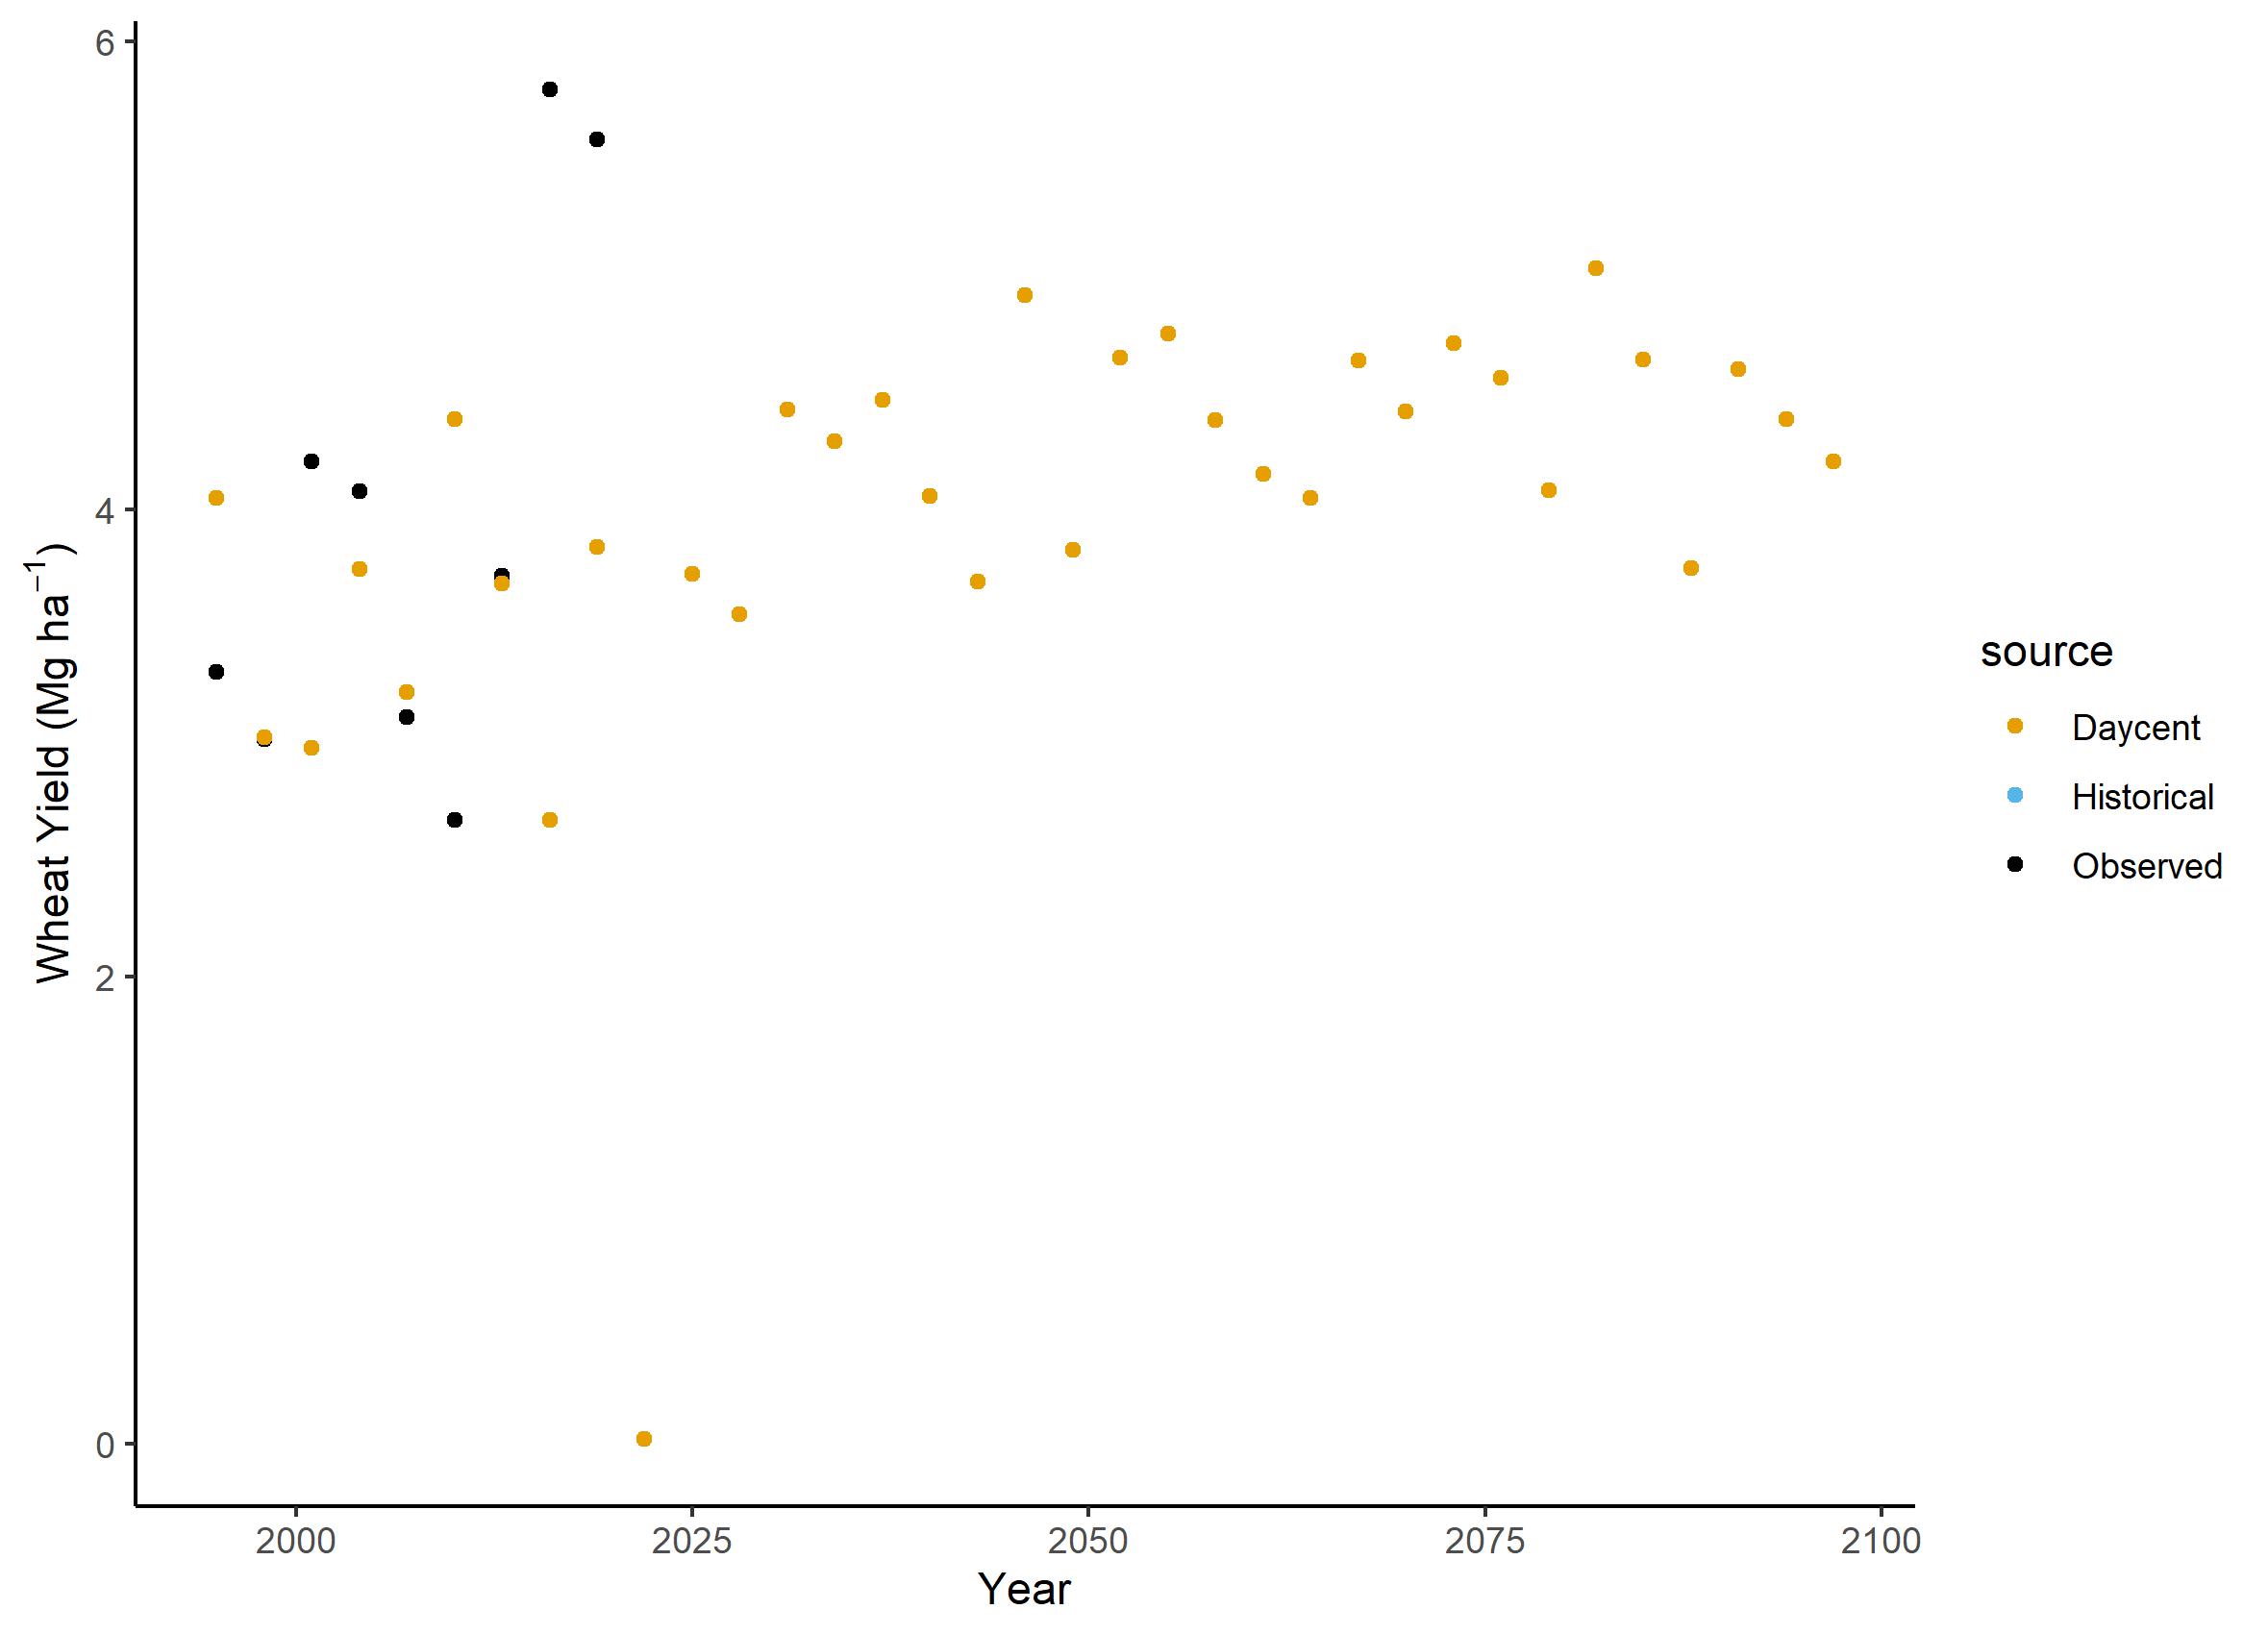 6
4
2
0
Wheat Yield (Mg ha⁻¹)
2000 2025 2050 2075 2100
Year
source
Daycent
Historical
Observed